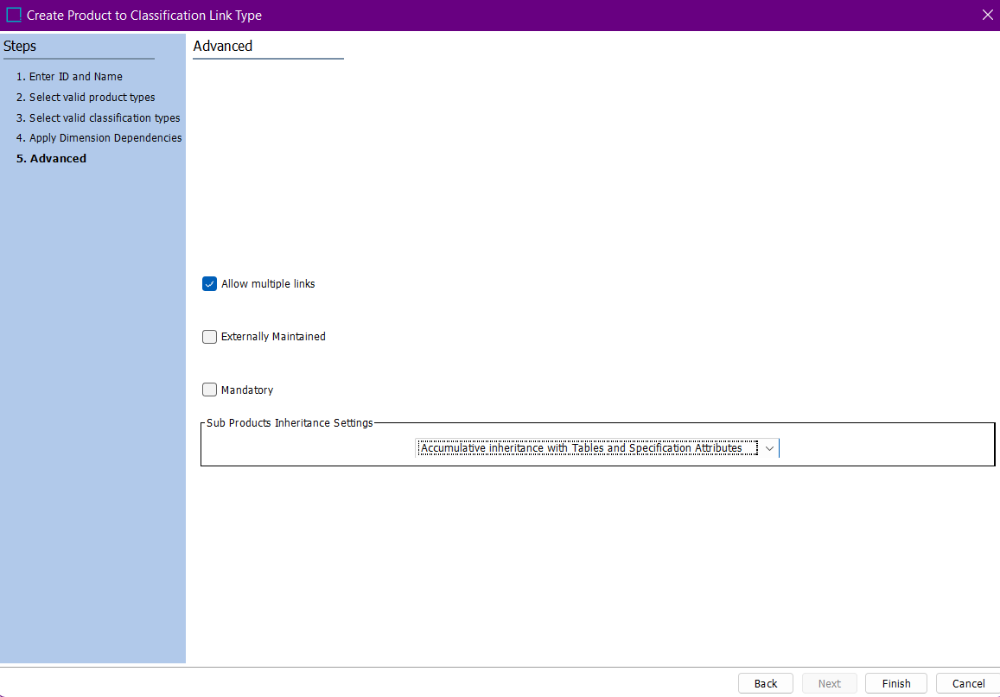 Create Product to Classification Link Type
Steps
1. Enter ID and Name
2. Select valid product types
3. Select valid classification types
4. Apply Dimension Dependencies
5. Advanced
Advanced
Allow multiple links
Externally Maintained
Mandatory
Sub Products Inheritance Settings
Accumulative inheritance with Tables and Specification Attributes
Back Next Finish Cancel